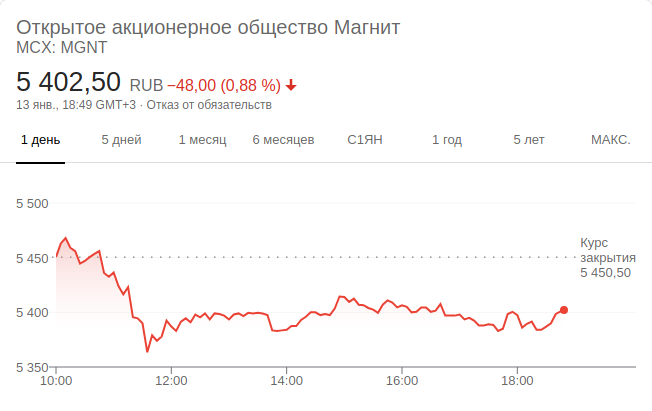 Открытое акционерное общество Магнит
MCX: MGNT
5 402,50 RUB −48,00 (0,88 %)
13 янв., 18:49 GMT+3 · Отказ от обязательств
1 день 5 дней 1 месяц 6 месяцев С1ЯН 1 год 5 лет МАКС.
5 500
Курс
5 450 закрытия
5 450,50
5 400
5 350
10:00 12:00 14:00 16:00 18:00